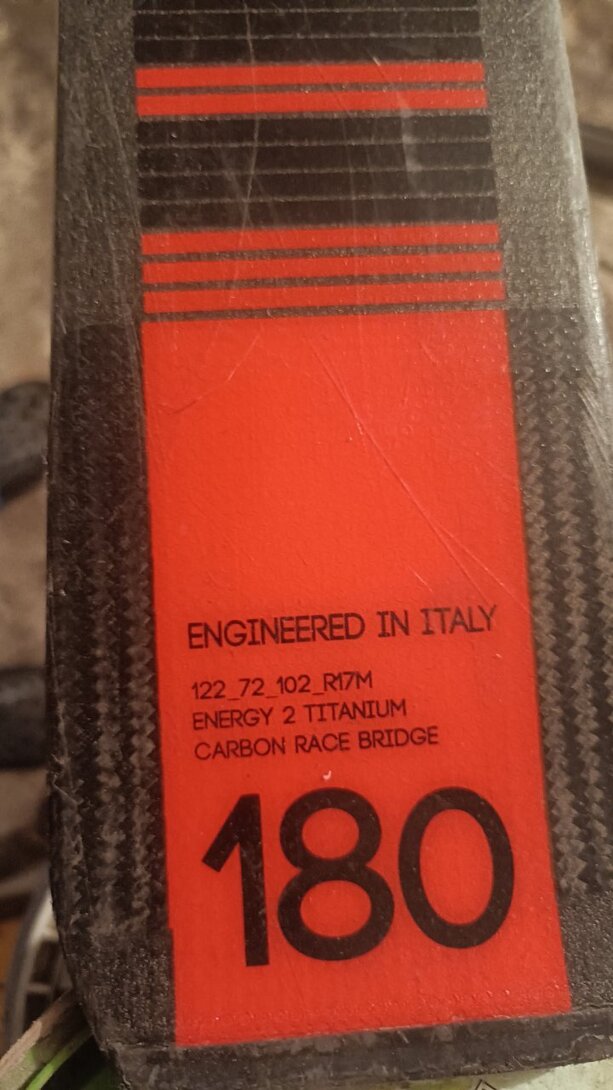 ENGINEERED IN ITALY
122_72_102_R17M
ENERGY 2 TITANIUM
CARBON RACE BRIDGE
180